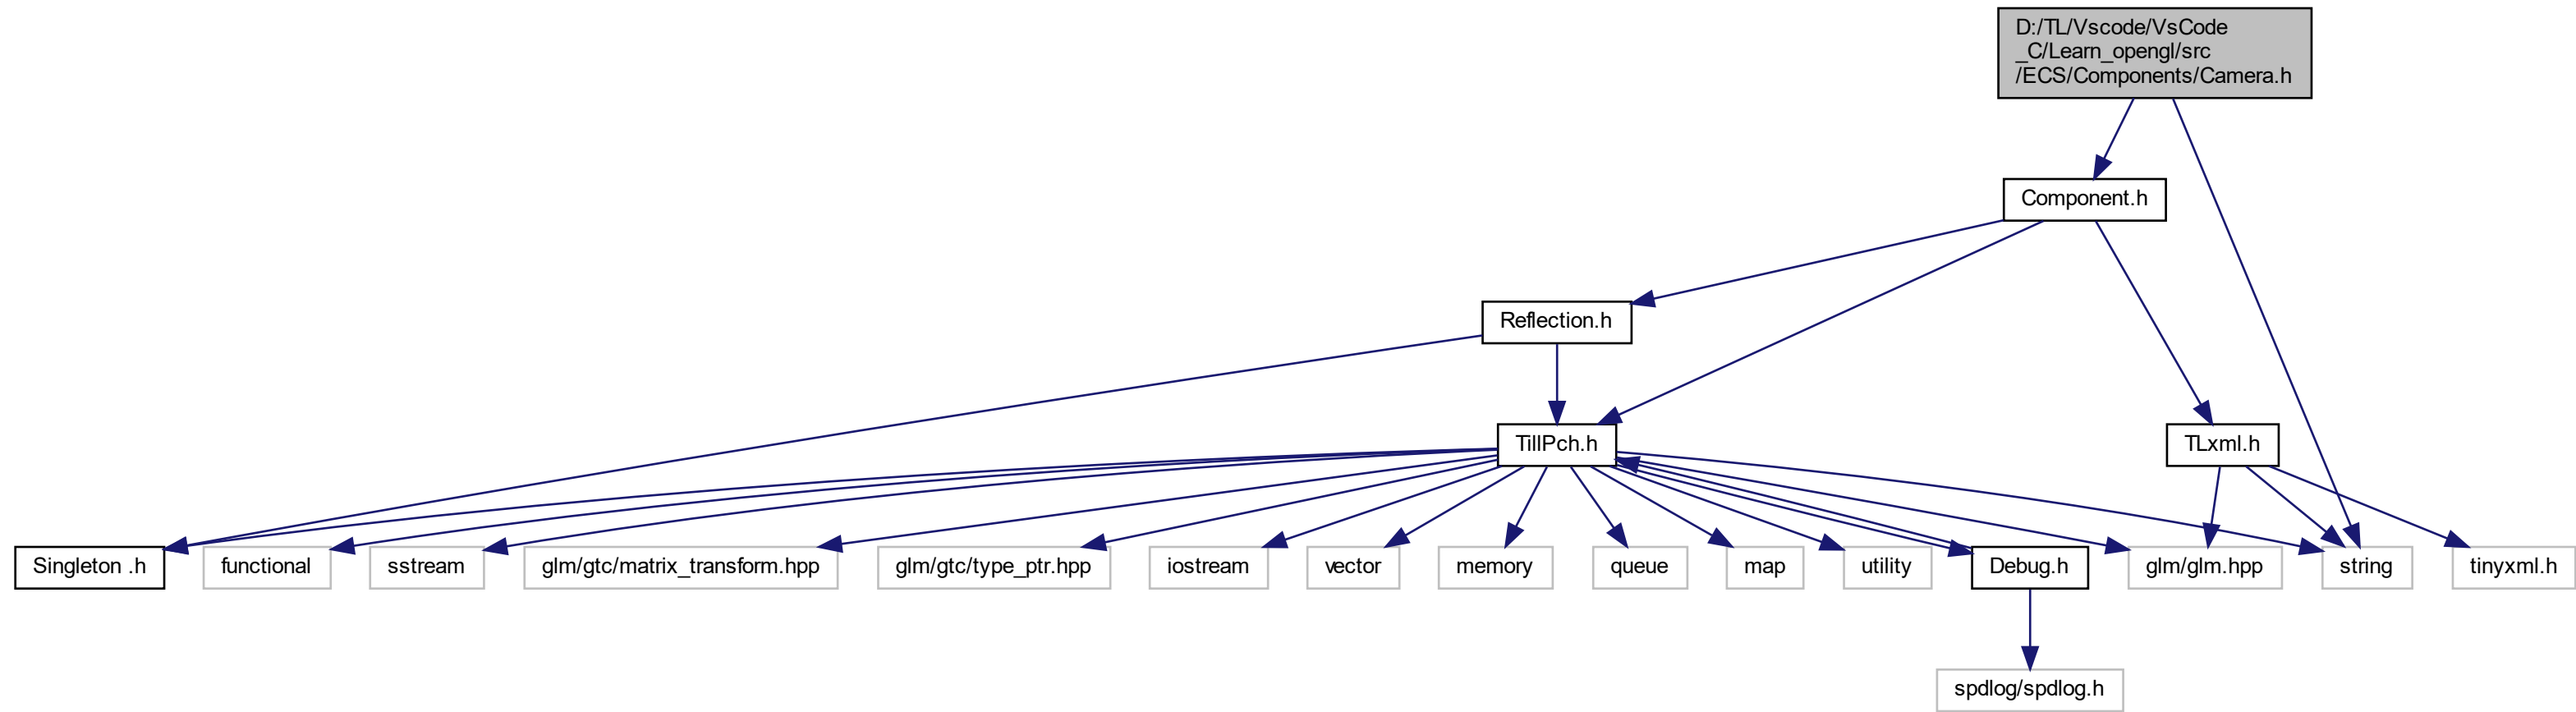 D:/TL/Vscode/VsCode
_C/Learn_opengl/src
/ECS/Components/Camera.h
Component.h
Reflection.h
TillPch.h
TLxml.h
Singleton .h
functional
sstream
glm/gtc/matrix_transform.hpp
glm/gtc/type_ptr.hpp
iostream
vector
memory
queue
map
utility
Debug.h
glm/glm.hpp
string
tinyxml.h
spdlog/spdlog.h